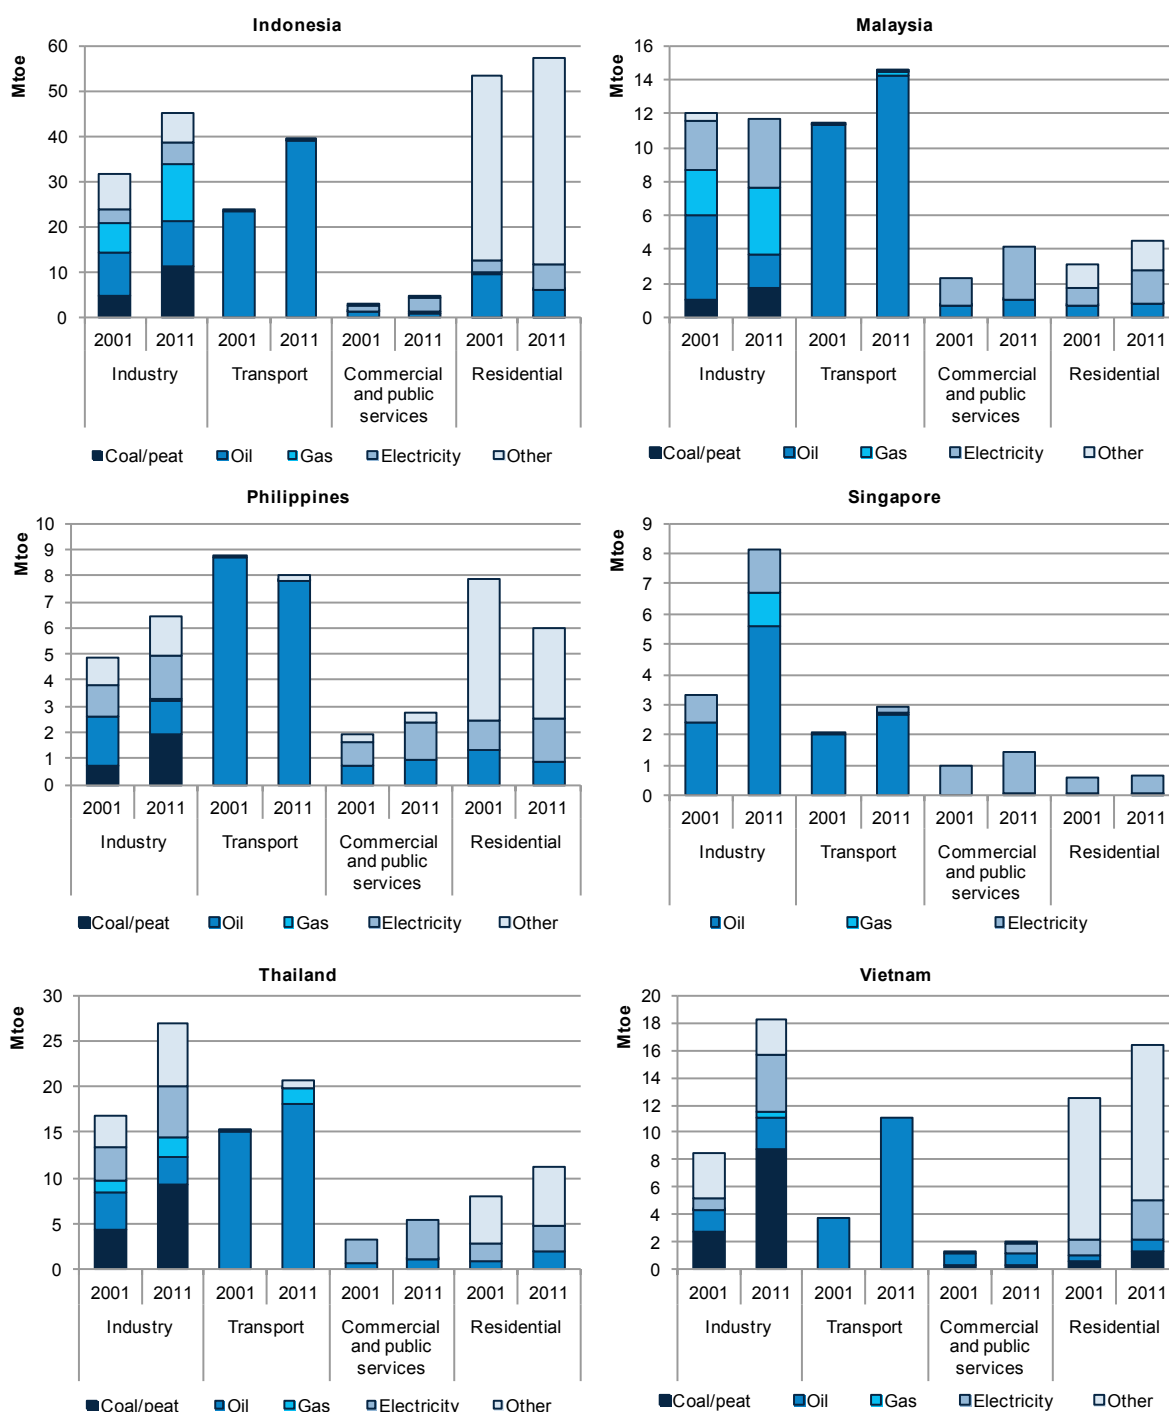 Indonesia
Mtoe
60
50
40
30
20
10
0
2001 2011 2001 2011 2001 2011 2001 2011
Industry Transport Commercial Residential
and public
services
Coal/peat Oil Gas Electricity Other
Malaysia
Mtoe
16
14
12
10
8
6
4
2
0
2001 2011 2001 2011 2001 2011 2001 2011
Industry Transport Commercial Residential
and public
services
Coal/peat Oil Gas Electricity Other
Philippines
Mtoe
10
9
8
7
6
5
4
3
2
1
0
2001 2011 2001 2011 2001 2011 2001 2011
Industry Transport Commercial Residential
and public
services
Coal/peat Oil Gas Electricity Other
Singapore
Mtoe
9
8
7
6
5
4
3
2
1
0
2001 2011 2001 2011 2001 2011 2001 2011
Industry Transport Commercial Residential
and public
services
Oil Gas Electricity
Thailand
Mtoe
30
25
20
15
10
5
0
2001 2011 2001 2011 2001 2011 2001 2011
Industry Transport Commercial Residential
and public
services
Coal/peat Oil Gas Electricity Other
Vietnam
Mtoe
20
18
16
14
12
10
8
6
4
2
0
2001 2011 2001 2011 2001 2011 2001 2011
Industry Transport Commercial Residential
and public
services
Coal/peat Oil Gas Electricity Other